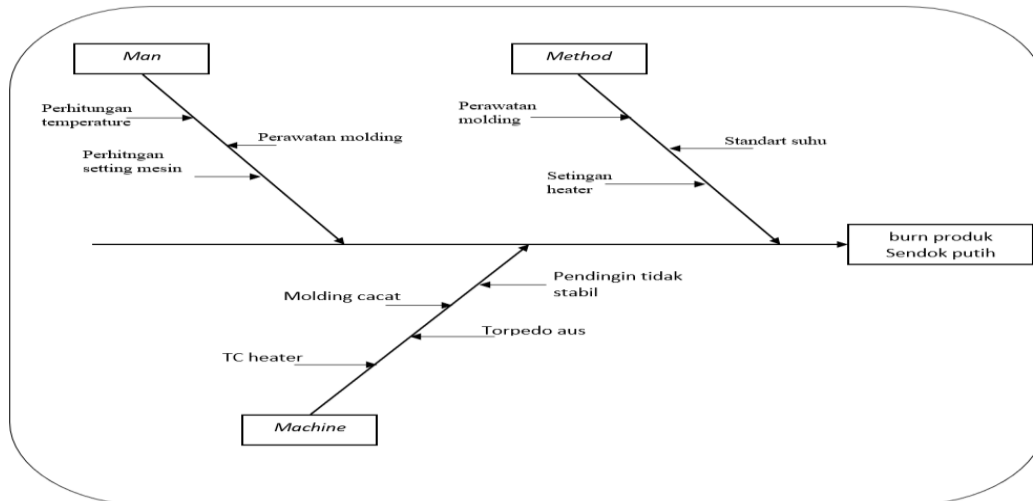 Man
Method
Perhitungan
temperature
Perawatan molding
Perhitngan
setting mesin
Perawatan
molding
Standart suhu
Setingan
heater
burn produk
Sendok putih
Pendingin tidak
stabil
Molding cacat
Torpedo aus
TC heater
Machine